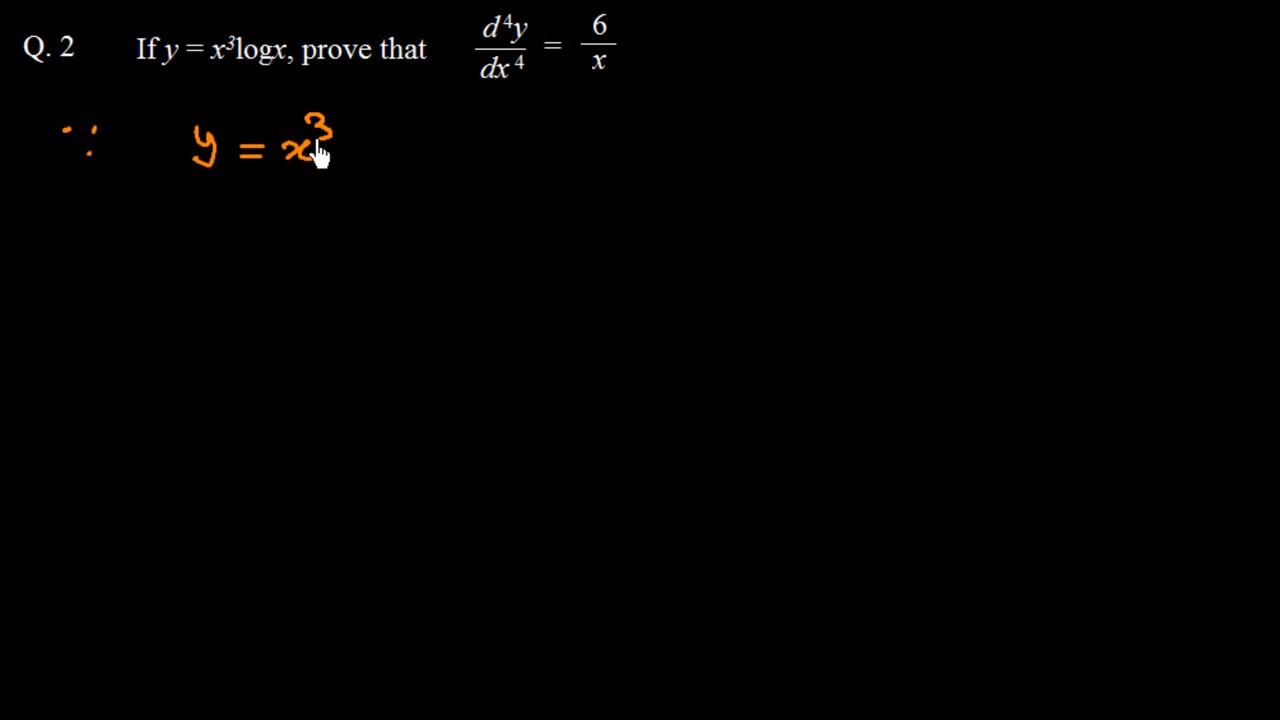 Q. 2 If y = x³logx, prove that d⁴y/dx⁴ = 6/x
∵ y = x³